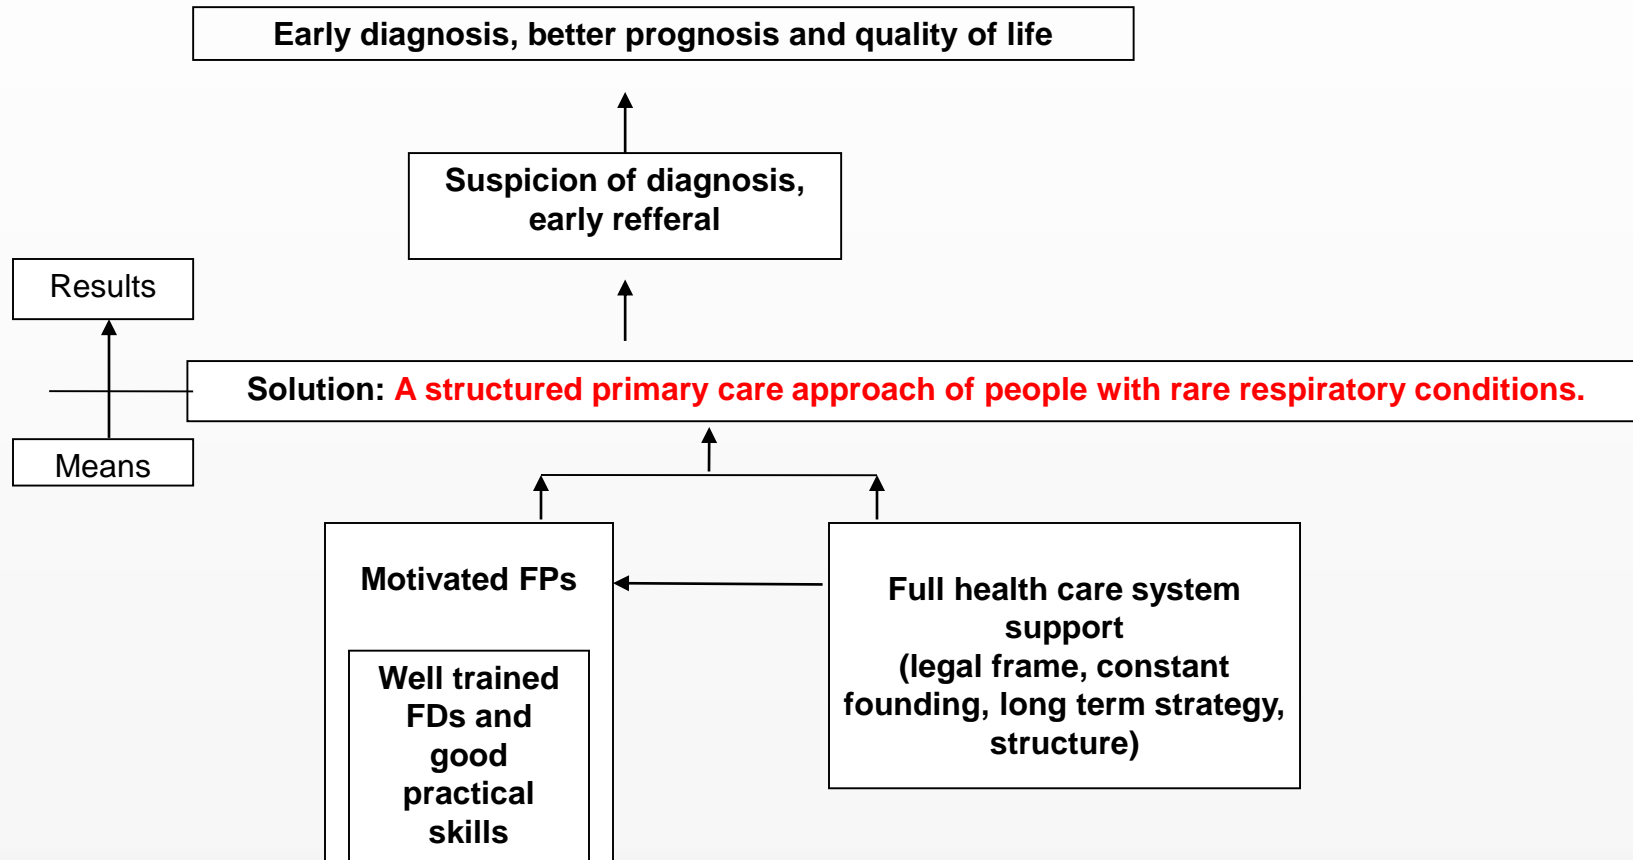 Early diagnosis, better prognosis and quality of life
Suspicion of diagnosis,
early refferal
Results
Solution: A structured primary care approach of people with rare respiratory conditions.
Means
Motivated FPs
Well trained
FDs and
good
practical
skills
Full health care system
support
(legal frame, constant
founding, long term strategy,
structure)